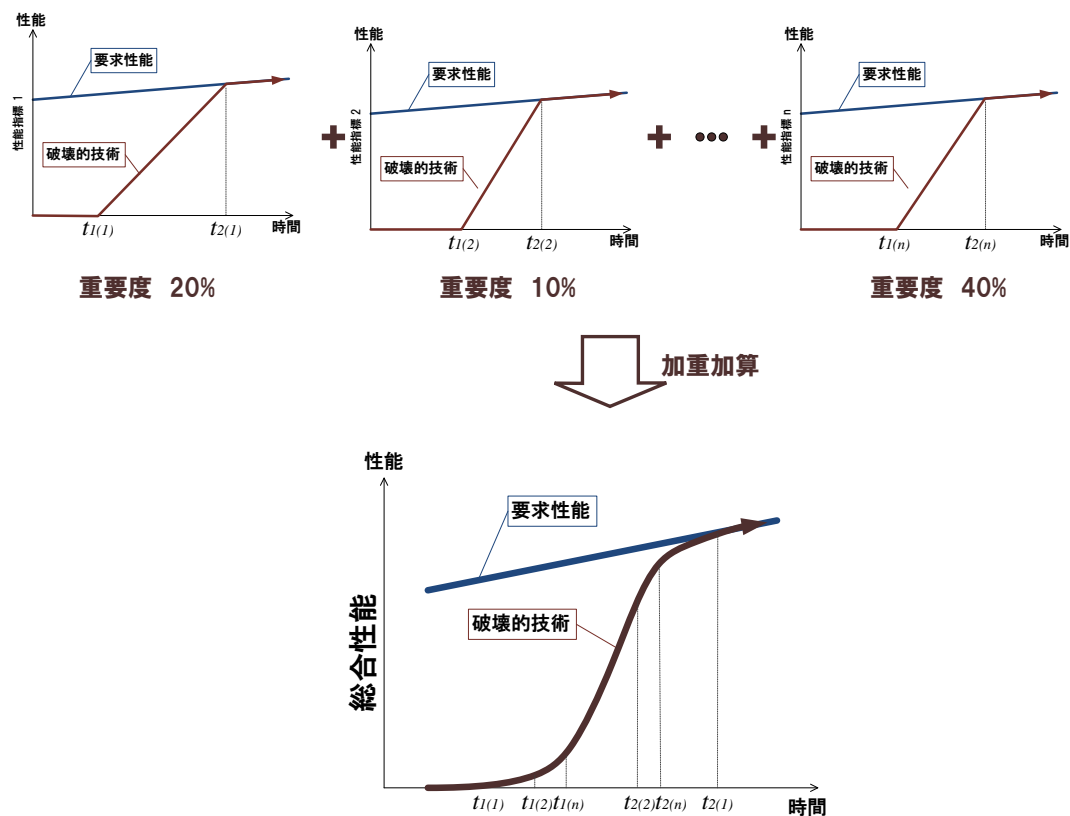 性能
性能指標 1
要求性能
破壊的技術
t1(1)
t2(1)
時間
重要度 20%
+
性能
性能指標 2
要求性能
破壊的技術
t1(2)
t2(2)
時間
重要度 10%
+
•••
+
性能
性能指標 n
要求性能
破壊的技術
t1(n)
t2(n)
時間
重要度 40%
加重加算
性能
総合性能
要求性能
破壊的技術
t1(1)
t1(2)
t1(n)
t2(2)
t2(n)
t2(1)
時間